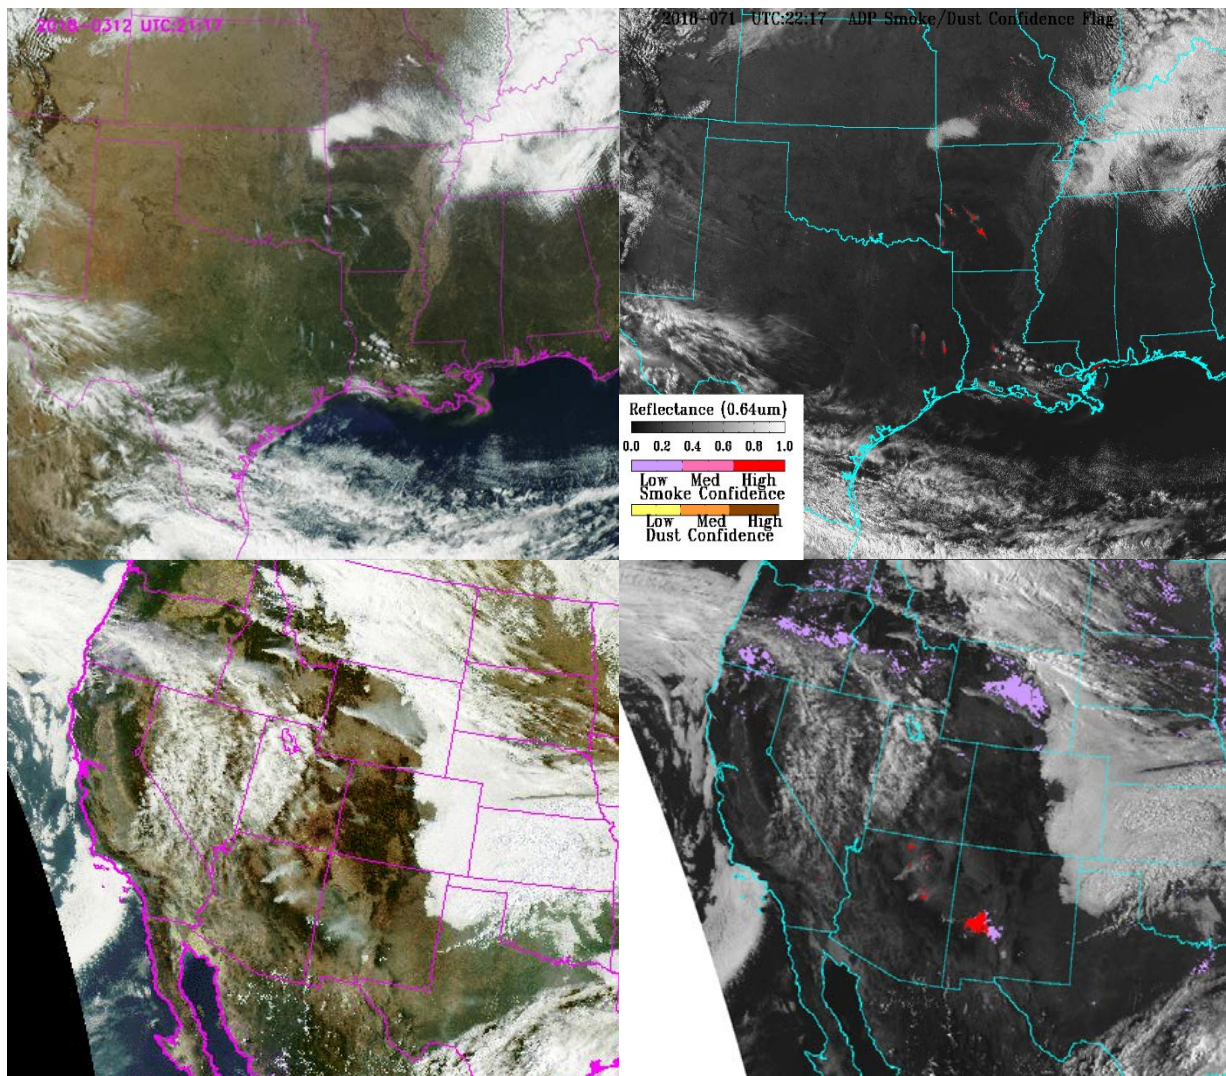 2018-0312 UTC:21:17
2018-071 UTC:22:17 ADP Smoke/Dust Confidence Flag
Reflectance (0.64um)
0.0 0.2 0.4 0.6 0.8 1.0
Low Med High
Smoke Confidence
Low Med High
Dust Confidence